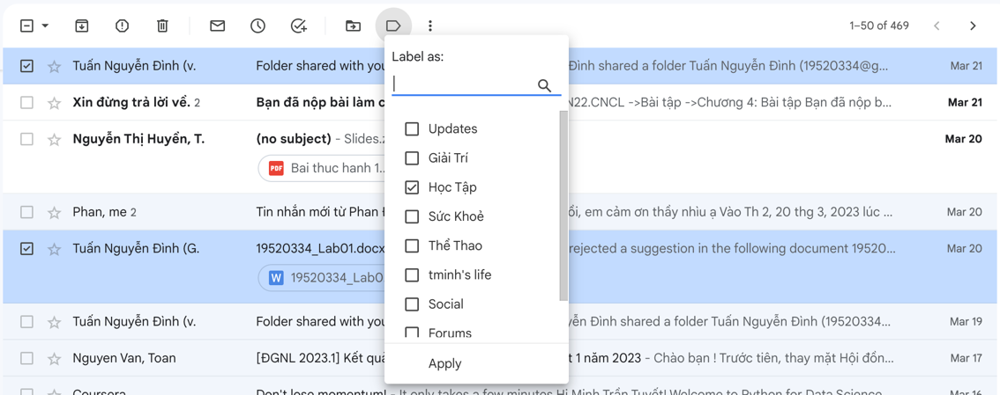 1–50 of 469
Tuấn Nguyễn Đình (v.
Folder shared with you
Label as:
Đình shared a folder Tuấn Nguyễn Đình (19520334@g...
Mar 21
Xin đừng trả lời về. 2
Bạn đã nộp bài làm c
N22.CNCL ->Bài tập ->Chương 4: Bài tập Bạn đã nộp b...
Mar 21
Updates
Nguyễn Thị Huyền, T.
(no subject) - Slides.z
Mar 20
PDF Bai thuc hanh 1...
Giải Trí
Học Tập
Phan, me 2
Tin nhắn mới từ Phan Đ
Sức Khoẻ
ồi, em cảm ơn thầy nhìu ạ Vào Th 2, 20 thg 3, 2023 lúc ...
Mar 20
Tuấn Nguyễn Đình (G.
19520334_Lab01.docx
Thể Thao
rejected a suggestion in the following document 19520...
Mar 20
W 19520334_Lab0
tminh's life
Social
Tuấn Nguyễn Đình (v.
Folder shared with you
Forums
yễn Đình shared a folder Tuấn Nguyễn Đình (19520334...
Mar 19
Nguyen Van, Toan
[ĐGNL 2023.1] Kết quả
Apply
t 1 năm 2023 - Chào bạn ! Trước tiên, thay mặt Hội đồn...
Mar 17
Coursera
Don't lose momentum! - It only takes a few minutes Hi Minh Trần Tuyết! Welcome to Python for Data Science
Mar 16